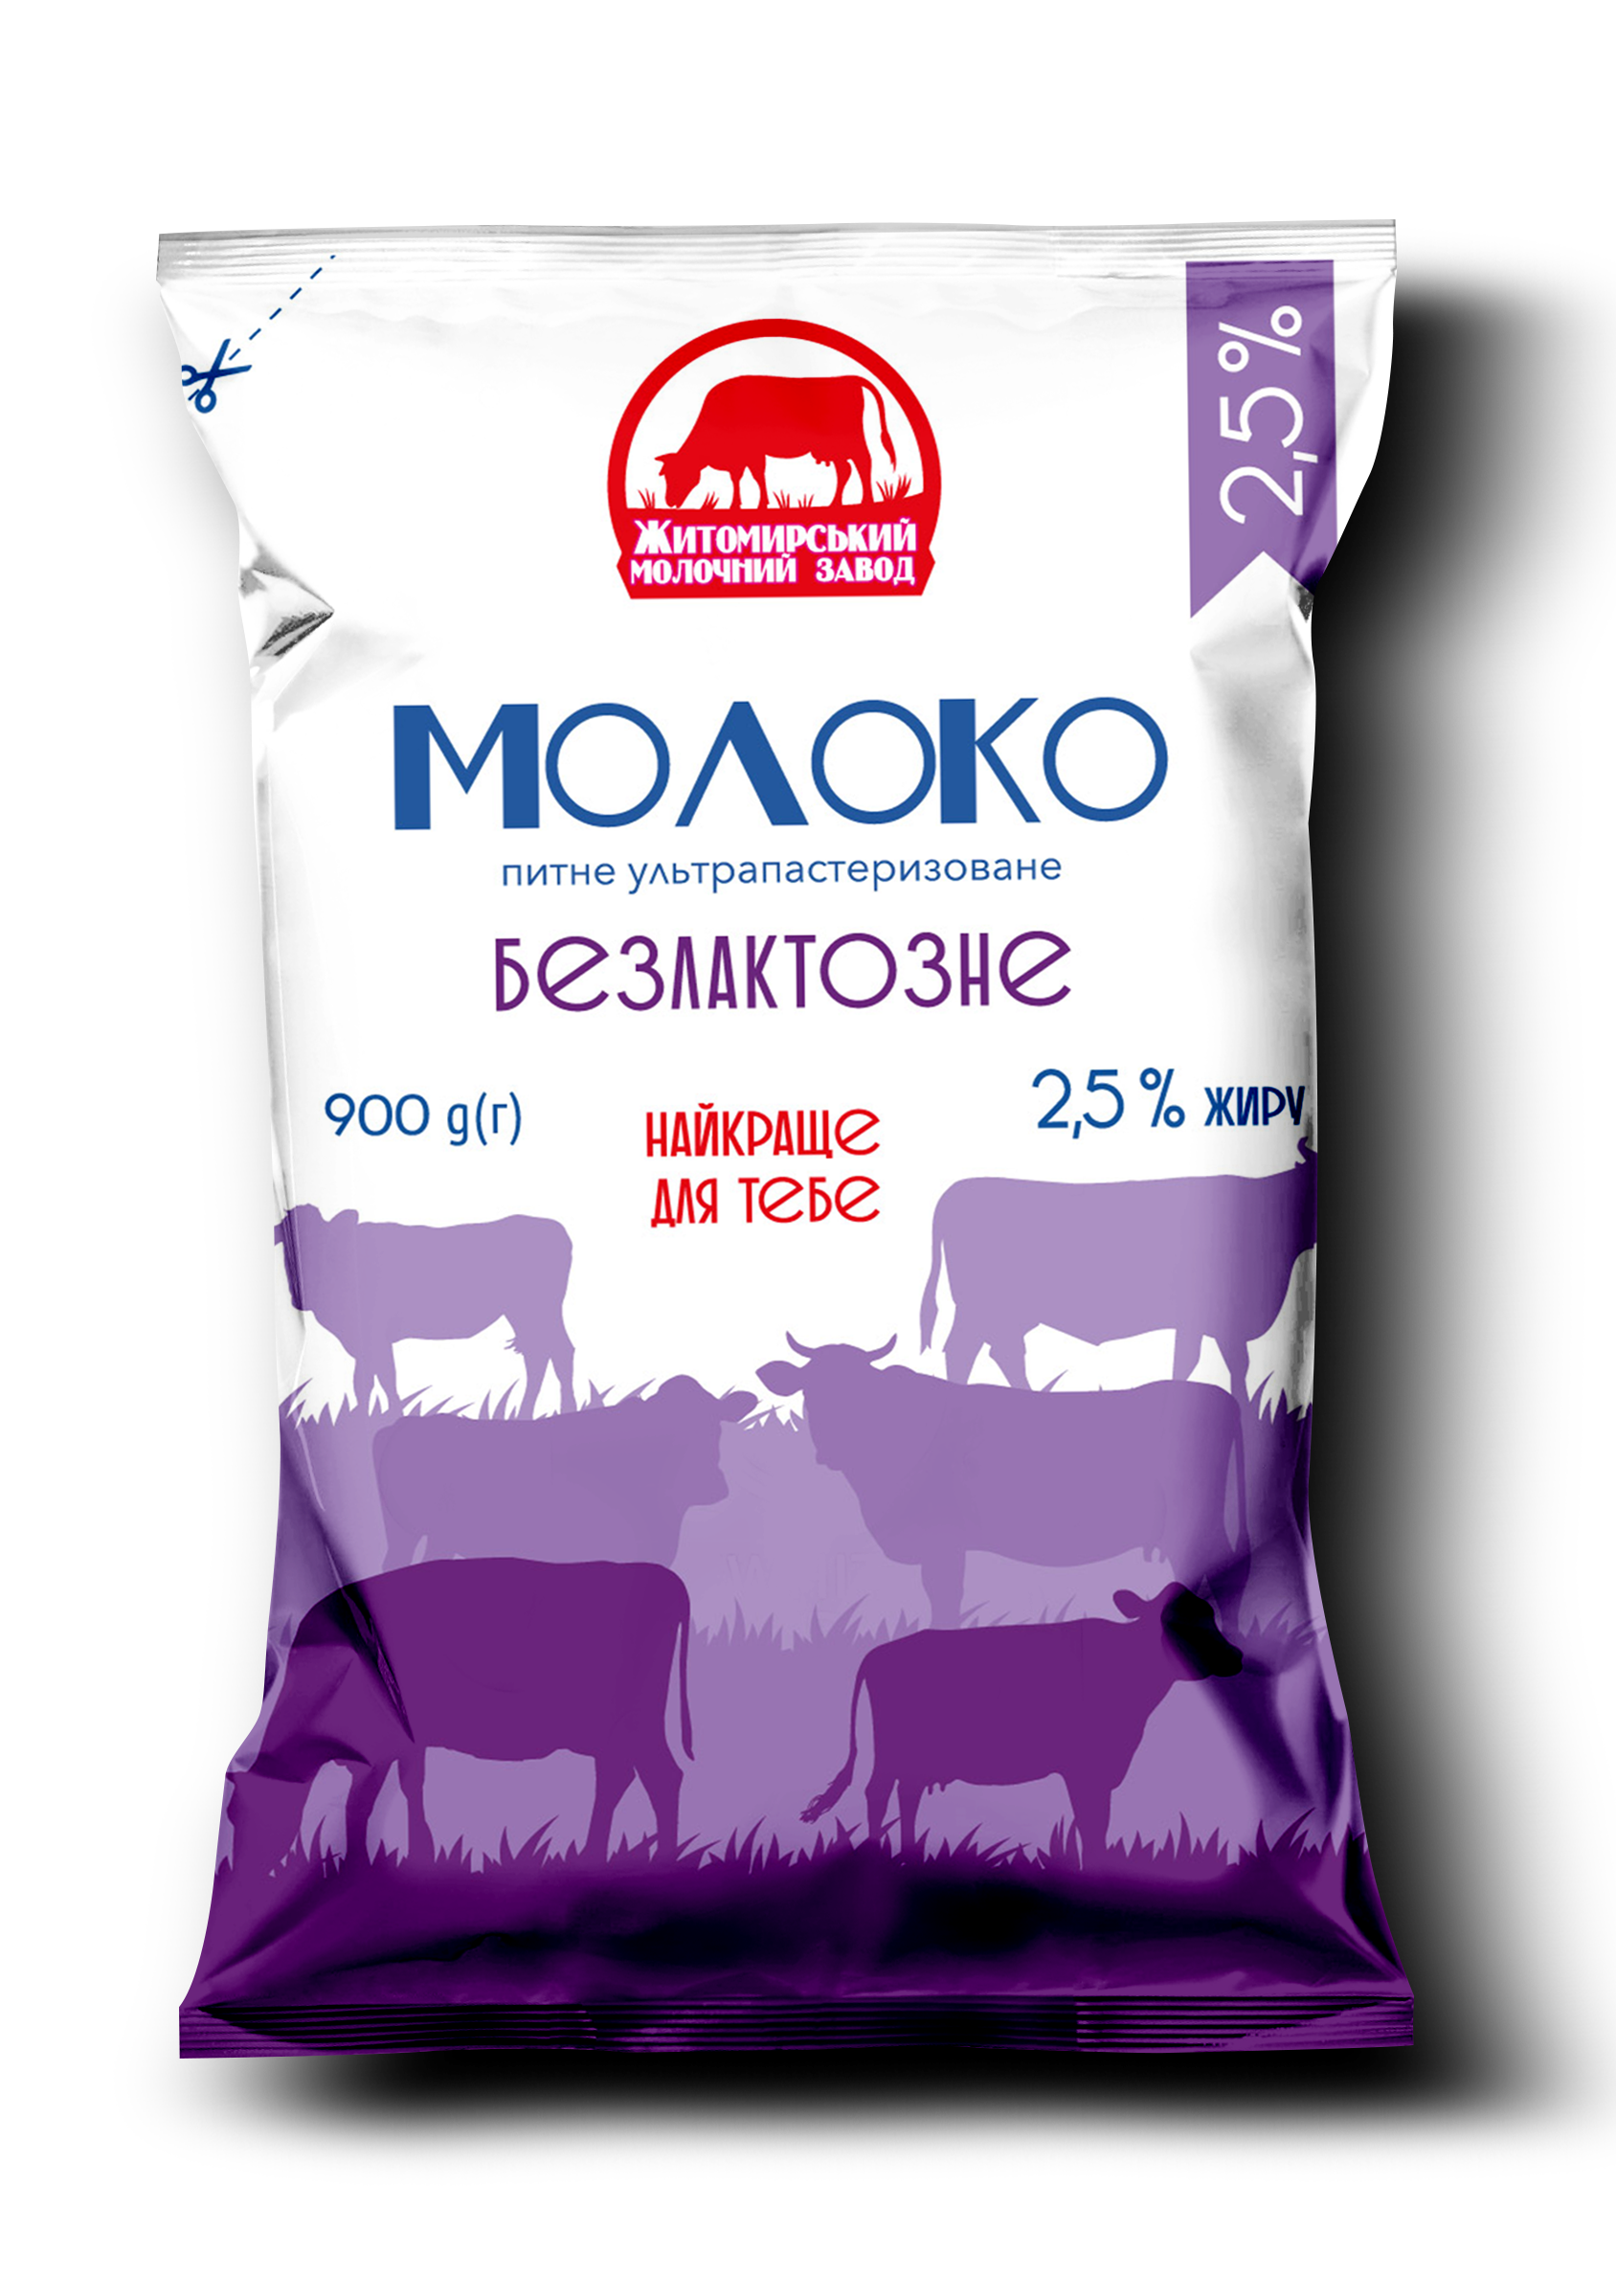 2,5%
Житомирський
молочний завод
МОЛОКО
питне ультрапастеризоване
БЕЗЛАКТОЗНЕ
900 g(г)
2,5% жиру
НАЙКРАЩЕ
ДЛЯ ТЕБЕ